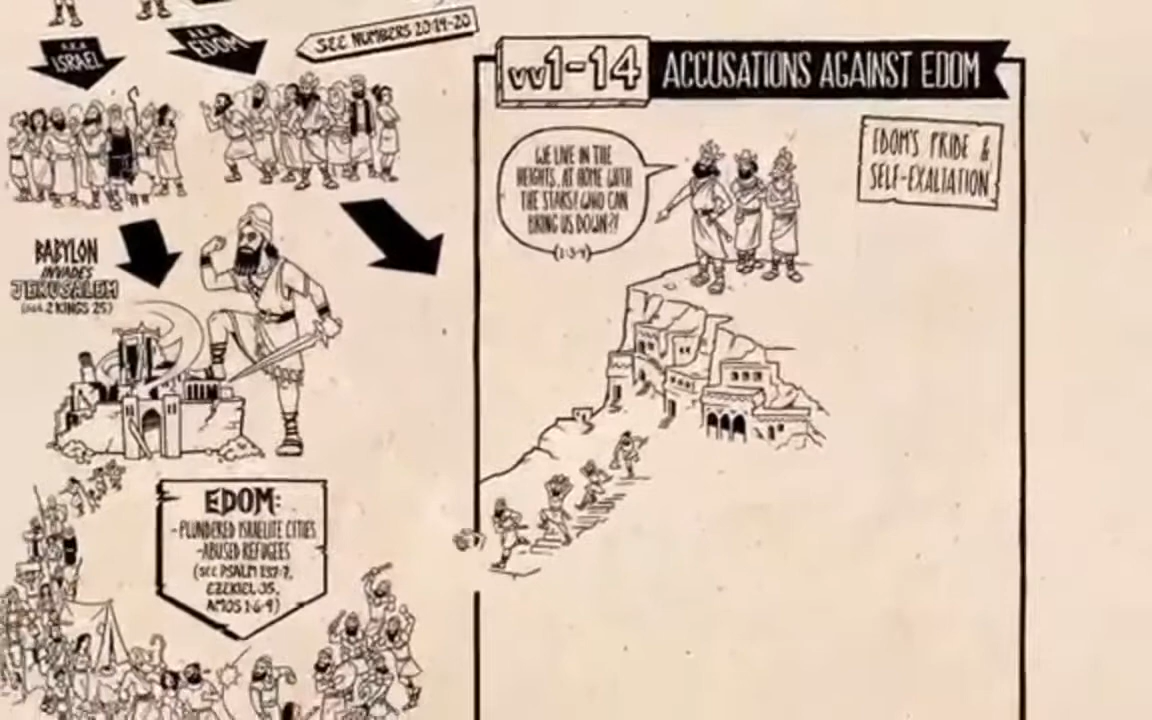 A.K.A
ISRAEL
A.K.A
EDOM
SEE NUMBERS 20:14-20
BABYLON
INVADES
JERUSALEM
(SEE 2 KINGS 25)
EDOM:
-PLUNDERED ISRAELITE CITIES
-ABUSED REFUGEES
(SEE PSALM 137:7,
EZEKIEL 35,
AMOS 1:6-9)
vv1-14
ACCUSATIONS AGAINST EDOM
WE LIVE IN THE
HEIGHTS, AT HOME WITH
THE STARS! WHO CAN
BRING US DOWN?!
(1:3-4)
EDOM'S PRIDE &
SELF-EXALTATION